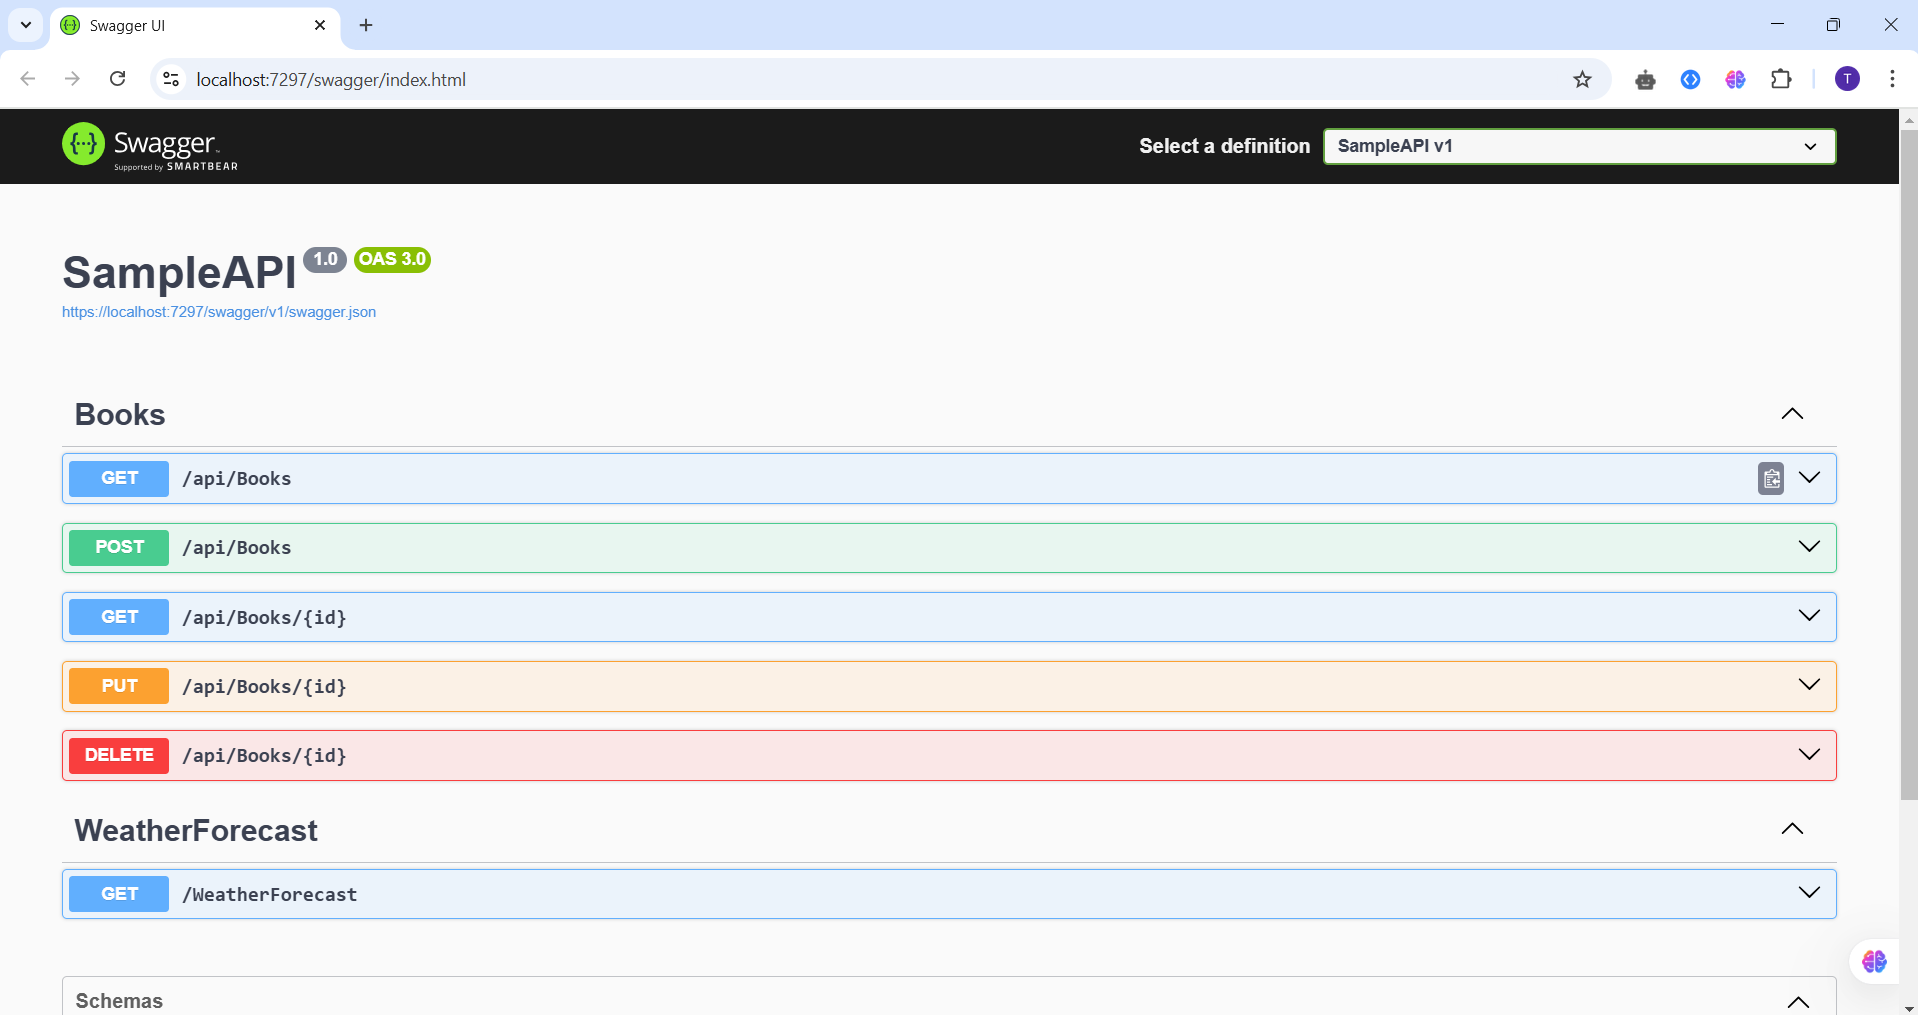 Swagger UI
localhost:7297/swagger/index.html
T
Swagger™
Supported by SMARTBEAR
Select a definition
SampleAPI v1
SampleAPI 1.0 OAS 3.0
https://localhost:7297/swagger/v1/swagger.json
Books
GET /api/Books
POST /api/Books
GET /api/Books/{id}
PUT /api/Books/{id}
DELETE /api/Books/{id}
WeatherForecast
GET /WeatherForecast
Schemas